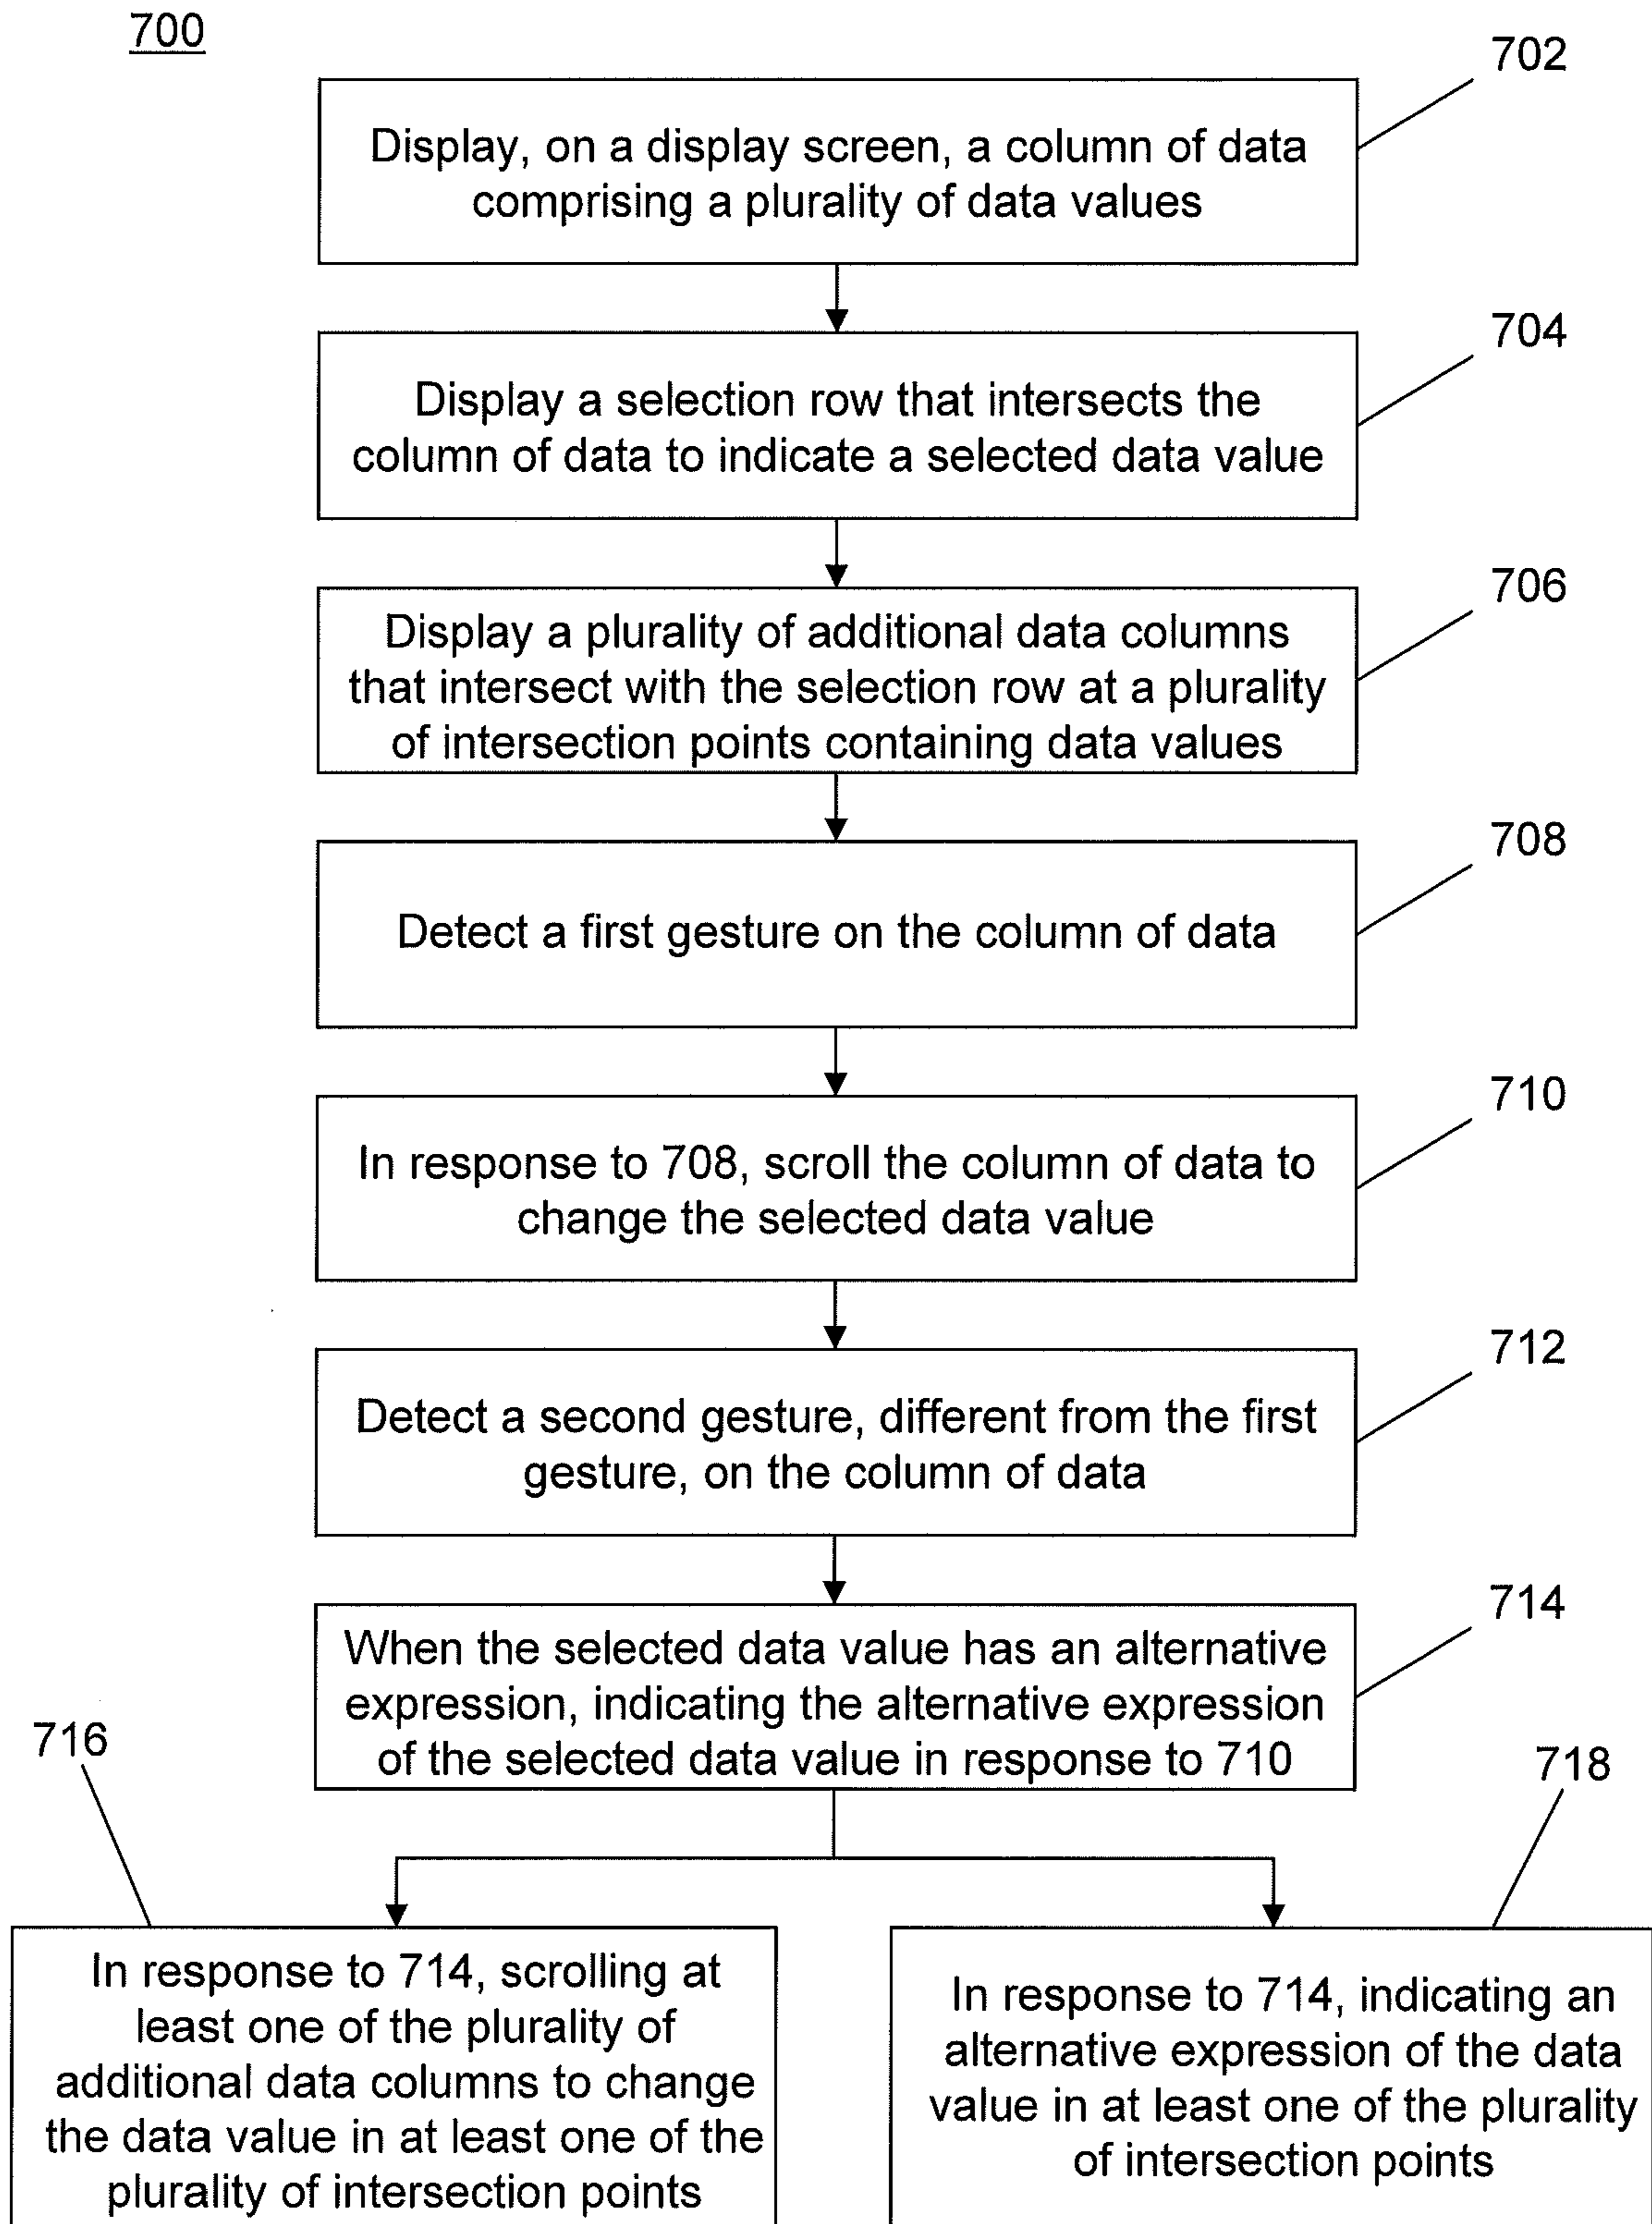 700
702
Display, on a display screen, a column of data
comprising a plurality of data values
704
Display a selection row that intersects the
column of data to indicate a selected data value
706
Display a plurality of additional data columns
that intersect with the selection row at a plurality
of intersection points containing data values
708
Detect a first gesture on the column of data
710
In response to 708, scroll the column of data to
change the selected data value
712
Detect a second gesture, different from the first
gesture, on the column of data
714
When the selected data value has an alternative
expression, indicating the alternative expression
of the selected data value in response to 710
716
In response to 714, scrolling at
least one of the plurality of
additional data columns to change
the data value in at least one of the
plurality of intersection points
718
In response to 714, indicating an
alternative expression of the data
value in at least one of the plurality
of intersection points